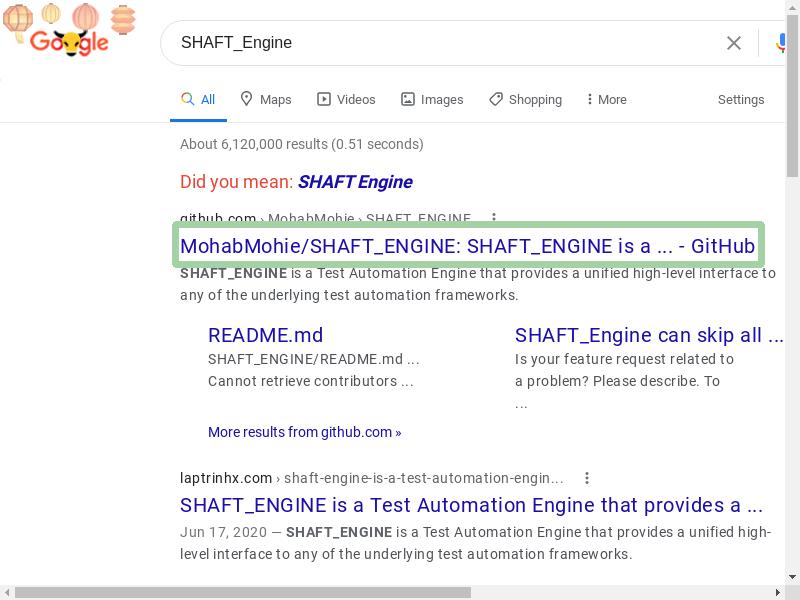 Google
SHAFT_Engine
All Maps Videos Images Shopping More Settings
About 6,120,000 results (0.51 seconds)
Did you mean: SHAFT Engine
github.com › MohabMohie › SHAFT_ENGINE
MohabMohie/SHAFT_ENGINE: SHAFT_ENGINE is a ... - GitHub
SHAFT_ENGINE is a Test Automation Engine that provides a unified high-level interface to
any of the underlying test automation frameworks.
README.md
SHAFT_ENGINE/README.md ...
Cannot retrieve contributors ...
SHAFT_Engine can skip all ...
Is your feature request related to
a problem? Please describe. To
...
More results from github.com »
laptrinhx.com › shaft-engine-is-a-test-automation-engin...
SHAFT_ENGINE is a Test Automation Engine that provides a ...
Jun 17, 2020 — SHAFT_ENGINE is a Test Automation Engine that provides a unified high-
level interface to any of the underlying test automation frameworks.